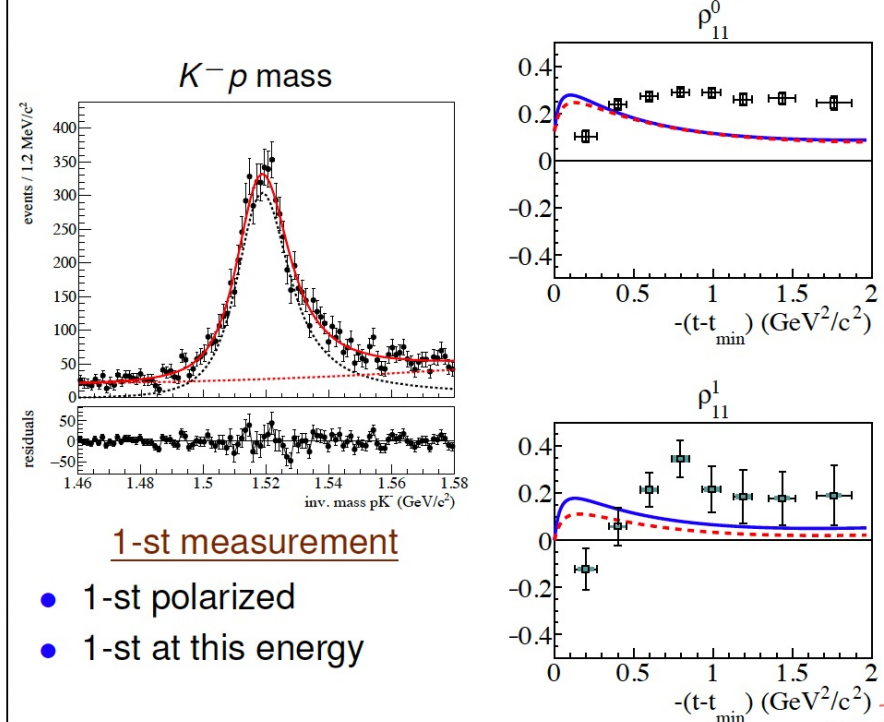 K⁻ p mass
events / 1.2 MeV/c²
400
350
300
250
200
150
100
50
0
residuals
50
0
−50
1.46
1.48
1.5
1.52
1.54
1.56
1.58
inv. mass pK⁻ (GeV/c²)
1-st measurement
• 1-st polarized
• 1-st at this energy
ρ⁰₁₁
0.4
0.2
0
−0.2
−0.4
0 0.5 1 1.5 2
-(t-t_min) (GeV²/c²)
ρ¹₁₁
0.4
0.2
0
−0.2
−0.4
0 0.5 1 1.5 2
-(t-t_min) (GeV²/c²)